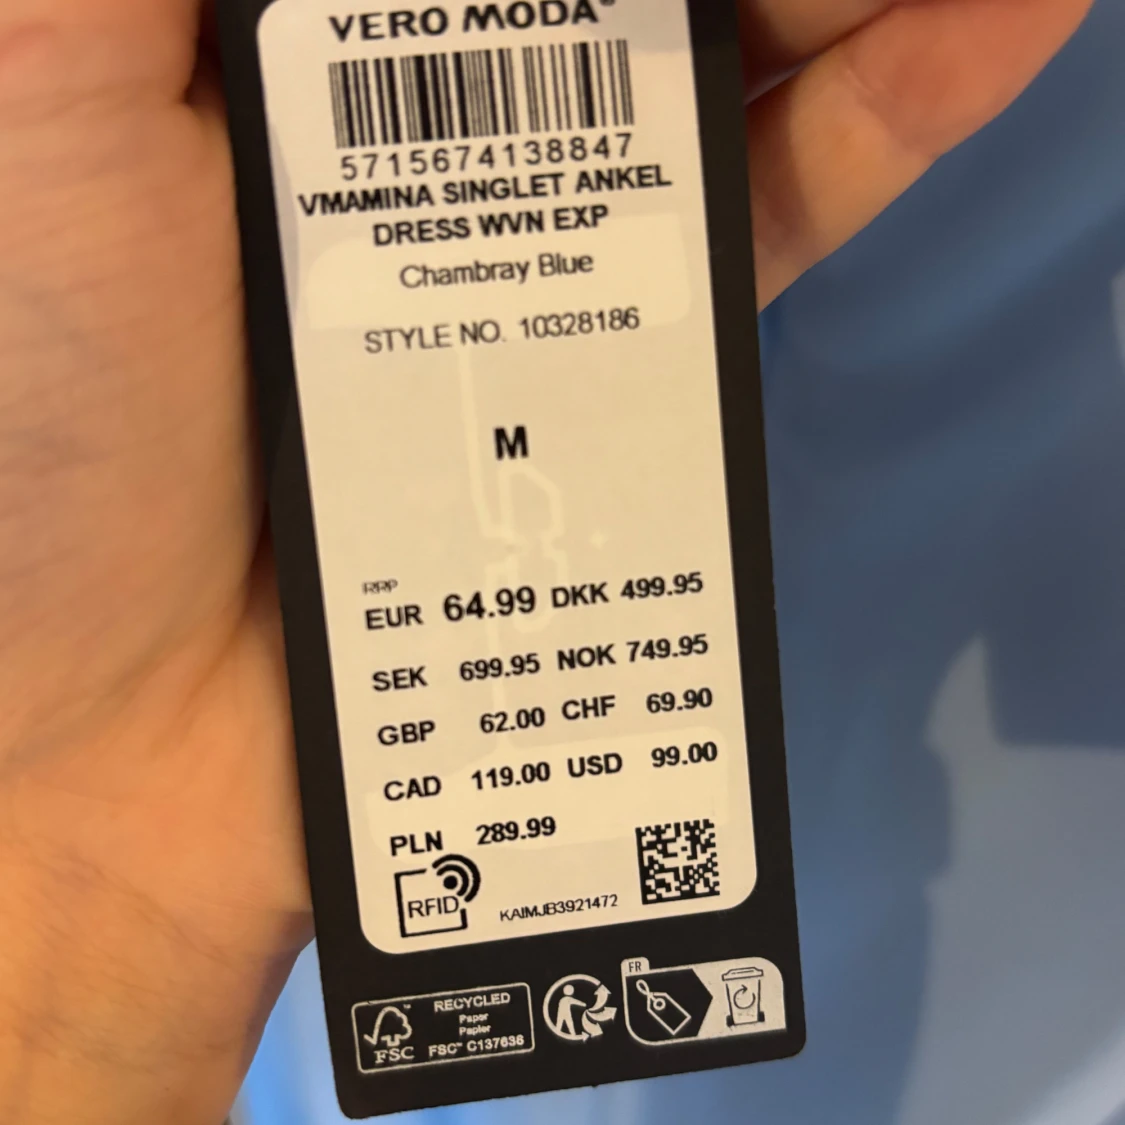 VERO MODA®
5715674138847
VMAMINA SINGLET ANKEL
DRESS WVN EXP
Chambray Blue
STYLE NO. 10328186
M
RRP
EUR 64.99 DKK 499.95
SEK 699.95 NOK 749.95
GBP 62.00 CHF 69.90
CAD 119.00 USD 99.00
PLN 289.99
RFID
KAIMJB3921472
FR
RECYCLED
Paper
Papier
FSC™ C137636
FSC